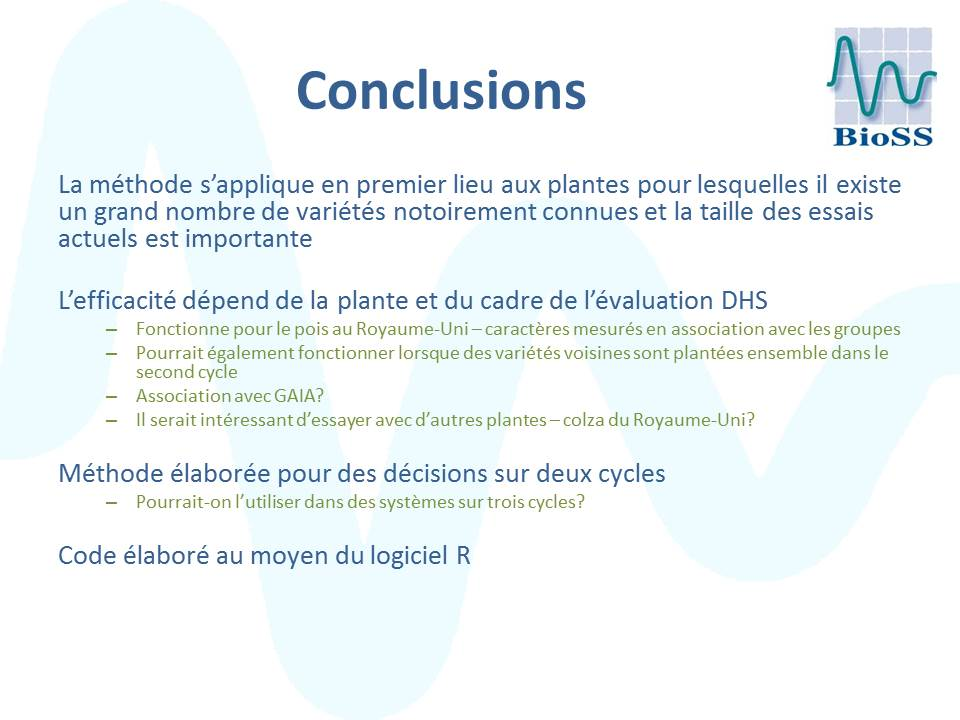 Conclusions
BioSS
La méthode s’applique en premier lieu aux plantes pour lesquelles il existe
un grand nombre de variétés notoirement connues et la taille des essais
actuels est importante
L’efficacité dépend de la plante et du cadre de l’évaluation DHS
– Fonctionne pour le pois au Royaume-Uni – caractères mesurés en association avec les groupes
– Pourrait également fonctionner lorsque des variétés voisines sont plantées ensemble dans le
second cycle
– Association avec GAIA?
– Il serait intéressant d’essayer avec d’autres plantes – colza du Royaume-Uni?
Méthode élaborée pour des décisions sur deux cycles
– Pourrait-on l’utiliser dans des systèmes sur trois cycles?
Code élaboré au moyen du logiciel R